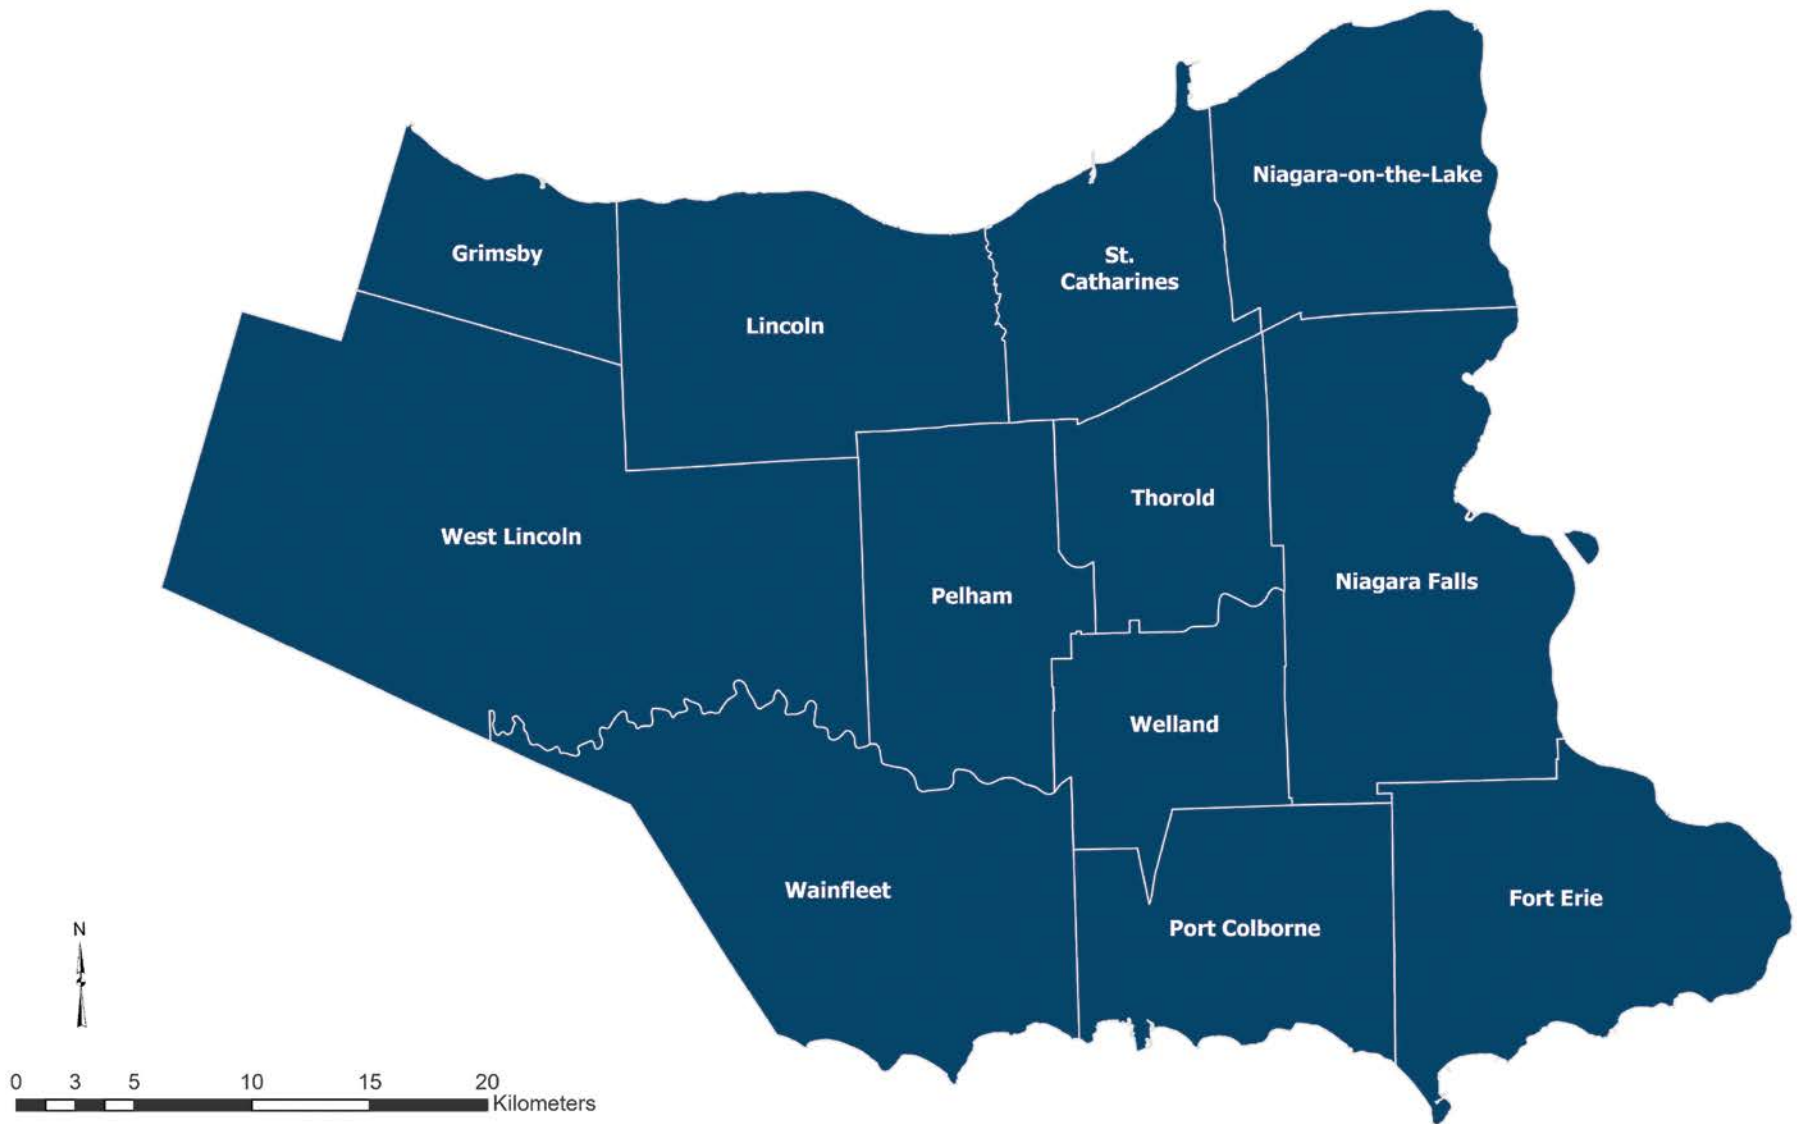 Niagara-on-the-Lake
Grimsby
St.
Catharines
Lincoln
Thorold
West Lincoln
Niagara Falls
Pelham
Welland
Wainfleet
Fort Erie
Port Colborne
N
0 3 5 10 15 20
Kilometers